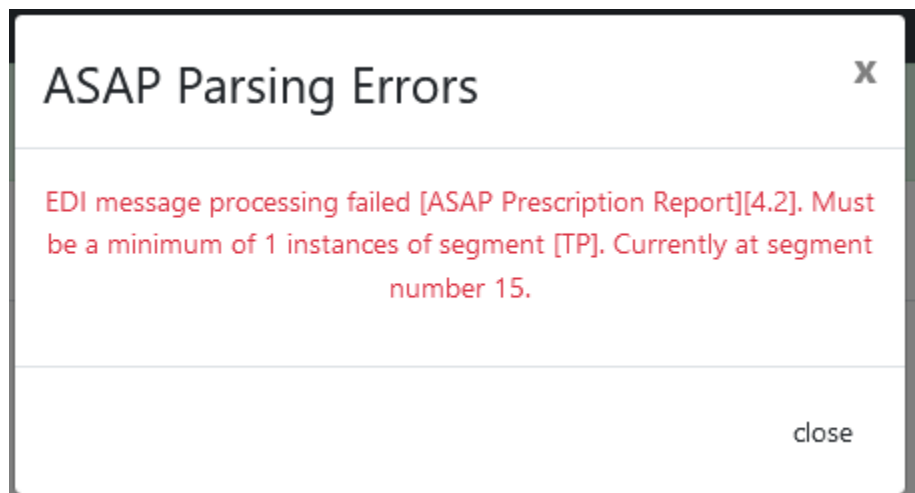 ASAP Parsing Errors
x
EDI message processing failed [ASAP Prescription Report][4.2]. Must
be a minimum of 1 instances of segment [TP]. Currently at segment
number 15.
close